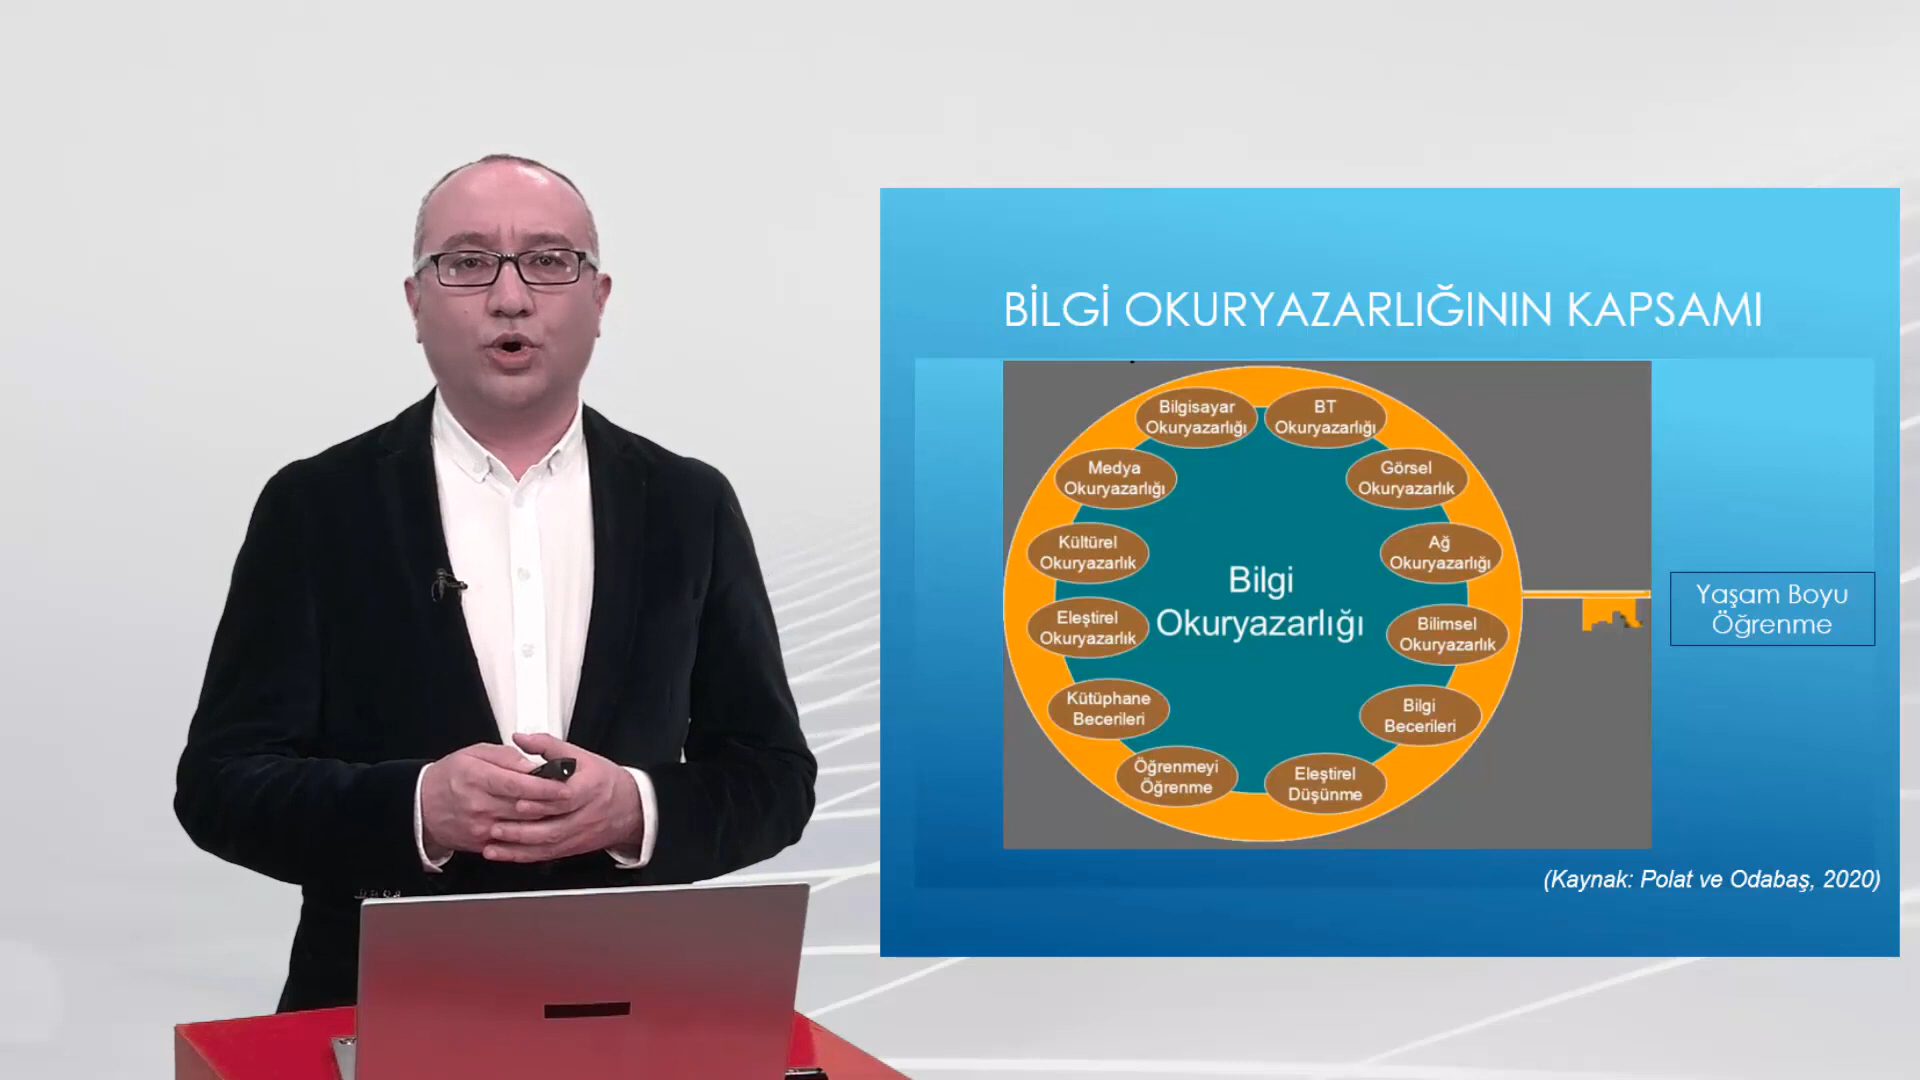 BİLGİ OKURYAZARLIĞININ KAPSAMI
Bilgisayar
Okuryazarlığı
BT
Okuryazarlığı
Medya
Okuryazarlığı
Görsel
Okuryazarlık
Kültürel
Okuryazarlık
Ağ
Okuryazarlığı
Bilgi
Okuryazarlığı
Eleştirel
Okuryazarlık
Bilimsel
Okuryazarlık
Kütüphane
Becerileri
Bilgi
Becerileri
Öğrenmeyi
Öğrenme
Eleştirel
Düşünme
Yaşam Boyu
Öğrenme
(Kaynak: Polat ve Odabaş, 2020)